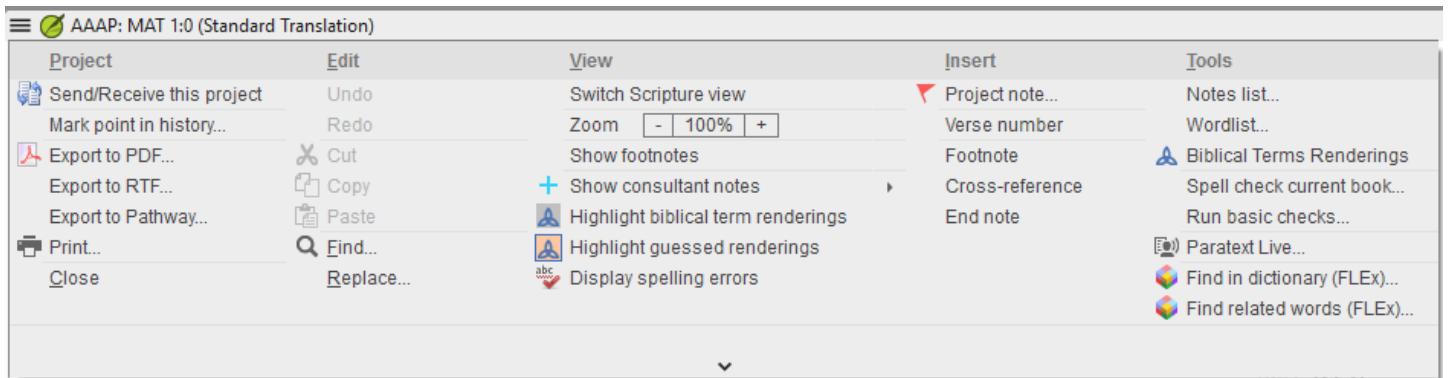 AAAP: MAT 1:0 (Standard Translation)
Project
Send/Receive this project
Mark point in history...
Export to PDF...
Export to RTF...
Export to Pathway...
Print...
Close
Edit
Undo
Redo
Cut
Copy
Paste
Find...
Replace...
View
Switch Scripture view
Zoom - 100% +
Show footnotes
Show consultant notes
Highlight biblical term renderings
Highlight guessed renderings
abc Display spelling errors
Insert
Project note...
Verse number
Footnote
Cross-reference
End note
Tools
Notes list...
Wordlist...
Biblical Terms Renderings
Spell check current book...
Run basic checks...
Paratext Live...
Find in dictionary (FLEx)...
Find related words (FLEx)...